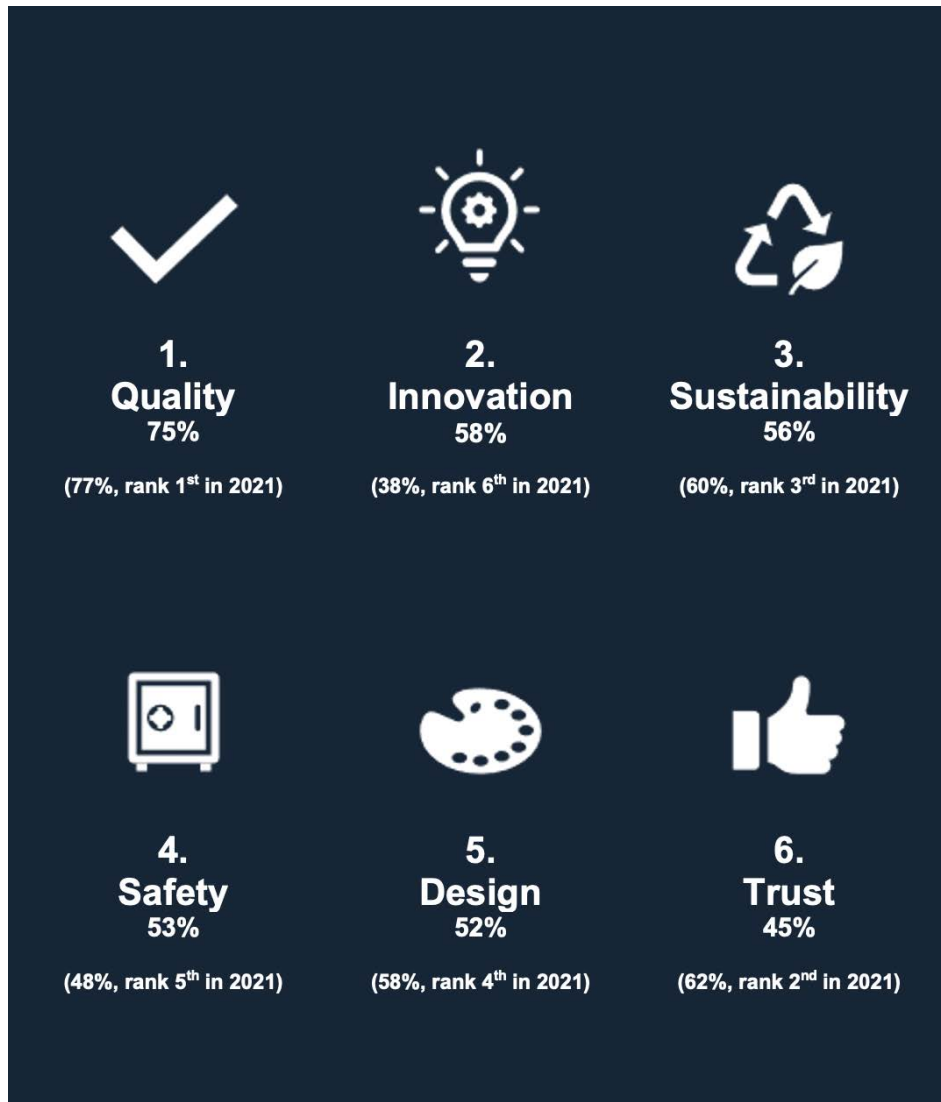 1.
Quality
75%
(77%, rank 1st in 2021)
2.
Innovation
58%
(38%, rank 6th in 2021)
3.
Sustainability
56%
(60%, rank 3rd in 2021)
4.
Safety
53%
(48%, rank 5th in 2021)
5.
Design
52%
(58%, rank 4th in 2021)
6.
Trust
45%
(62%, rank 2nd in 2021)